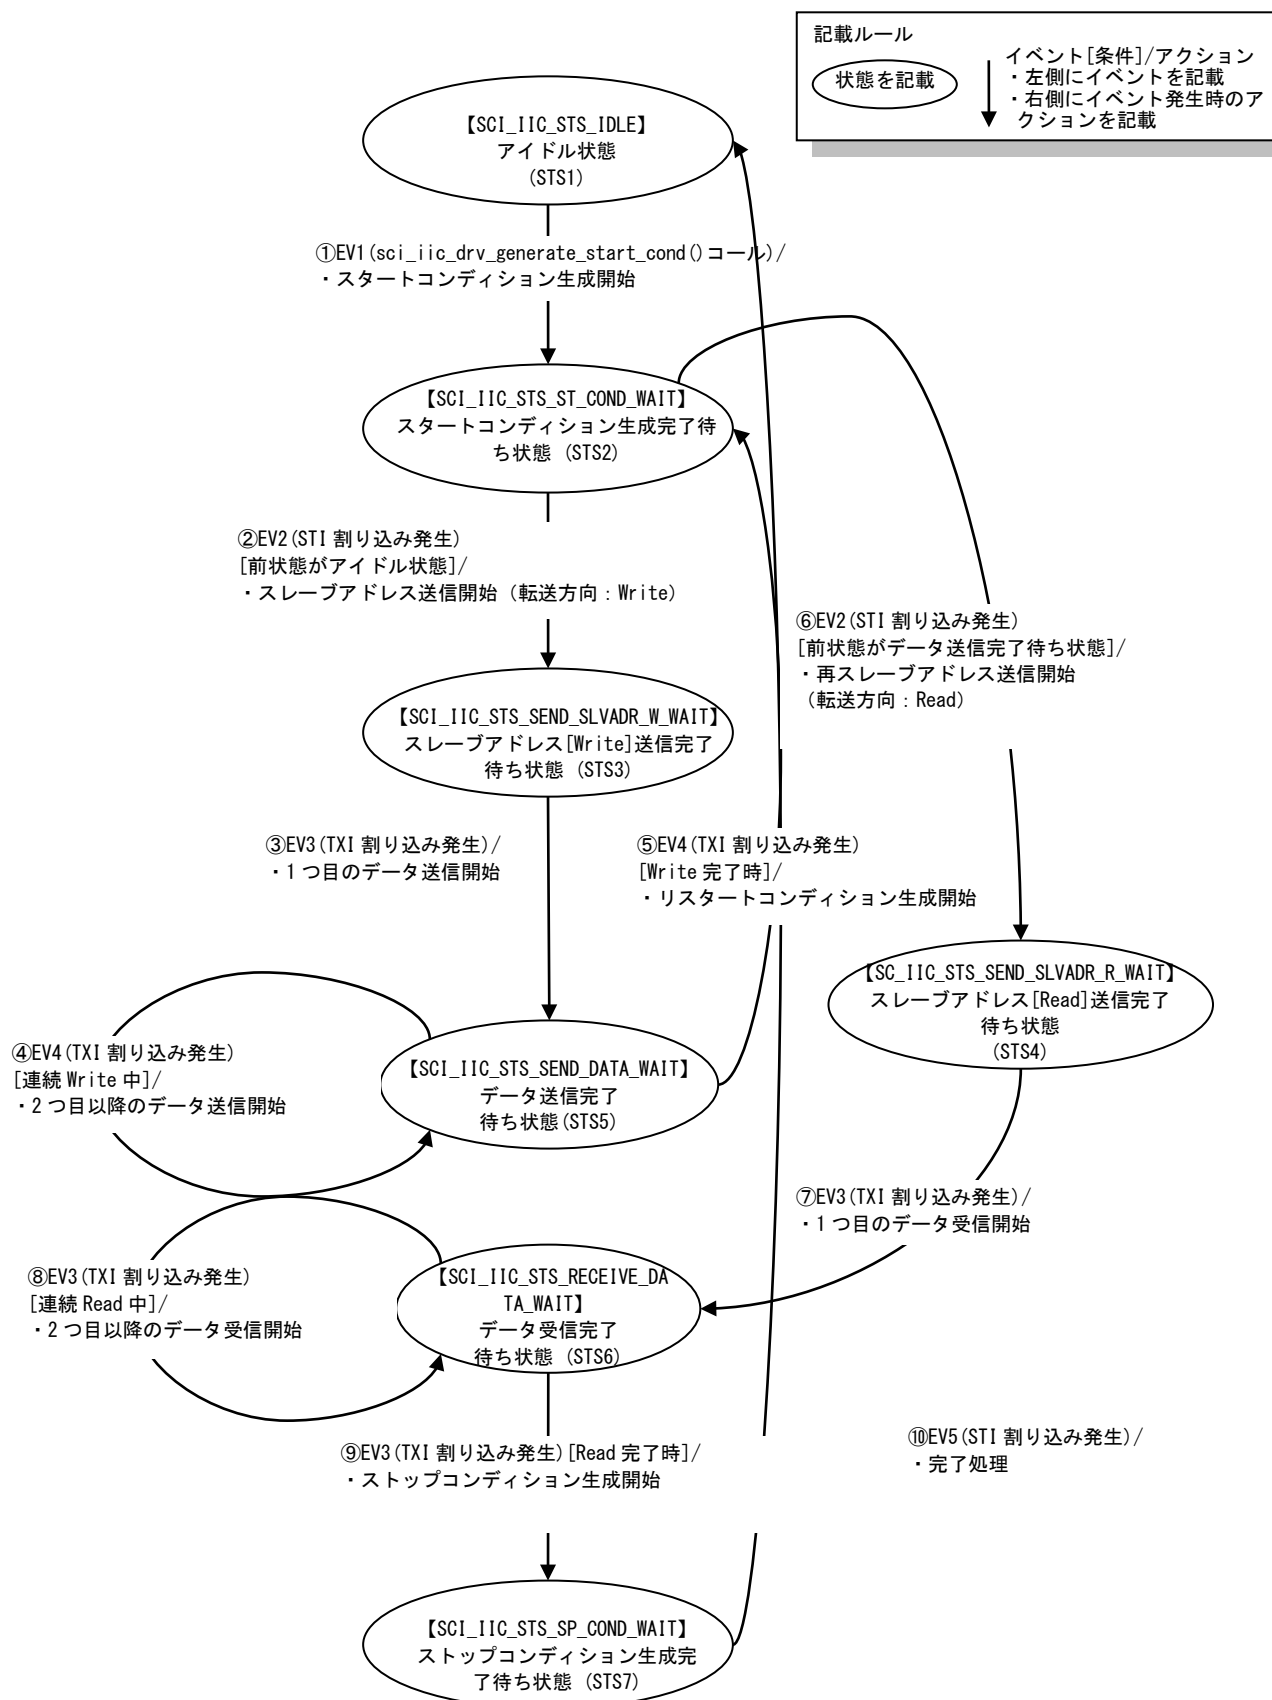 記載ルール
状態を記載
イベント[条件]/アクション
・左側にイベントを記載
・右側にイベント発生時のア
クションを記載
【SCI_IIC_STS_IDLE】
アイドル状態
(STS1)
①EV1(sci_iic_drv_generate_start_cond()コール)/
・スタートコンディション生成開始
【SCI_IIC_STS_ST_COND_WAIT】
スタートコンディション生成完了待
ち状態 (STS2)
②EV2(STI 割り込み発生)
[前状態がアイドル状態]/
・スレーブアドレス送信開始（転送方向：Write）
⑥EV2(STI 割り込み発生)
[前状態がデータ送信完了待ち状態]/
・再スレーブアドレス送信開始
（転送方向：Read）
【SCI_IIC_STS_SEND_SLVADR_W_WAIT】
スレーブアドレス[Write]送信完了
待ち状態 (STS3)
③EV3(TXI 割り込み発生)/
・1 つ目のデータ送信開始
⑤EV4(TXI 割り込み発生)
[Write 完了時]/
・リスタートコンディション生成開始
【SC_IIC_STS_SEND_SLVADR_R_WAIT】
スレーブアドレス[Read]送信完了
待ち状態
(STS4)
④EV4(TXI 割り込み発生)
[連続 Write 中]/
・2 つ目以降のデータ送信開始
【SCI_IIC_STS_SEND_DATA_WAIT】
データ送信完了
待ち状態(STS5)
⑦EV3(TXI 割り込み発生)/
・1 つ目のデータ受信開始
⑧EV3(TXI 割り込み発生)
[連続 Read 中]/
・2 つ目以降のデータ受信開始
【SCI_IIC_STS_RECEIVE_DA
TA_WAIT】
データ受信完了
待ち状態 (STS6)
⑨EV3(TXI 割り込み発生)[Read 完了時]/
・ストップコンディション生成開始
⑩EV5(STI 割り込み発生)/
・完了処理
【SCI_IIC_STS_SP_COND_WAIT】
ストップコンディション生成完
了待ち状態 (STS7)